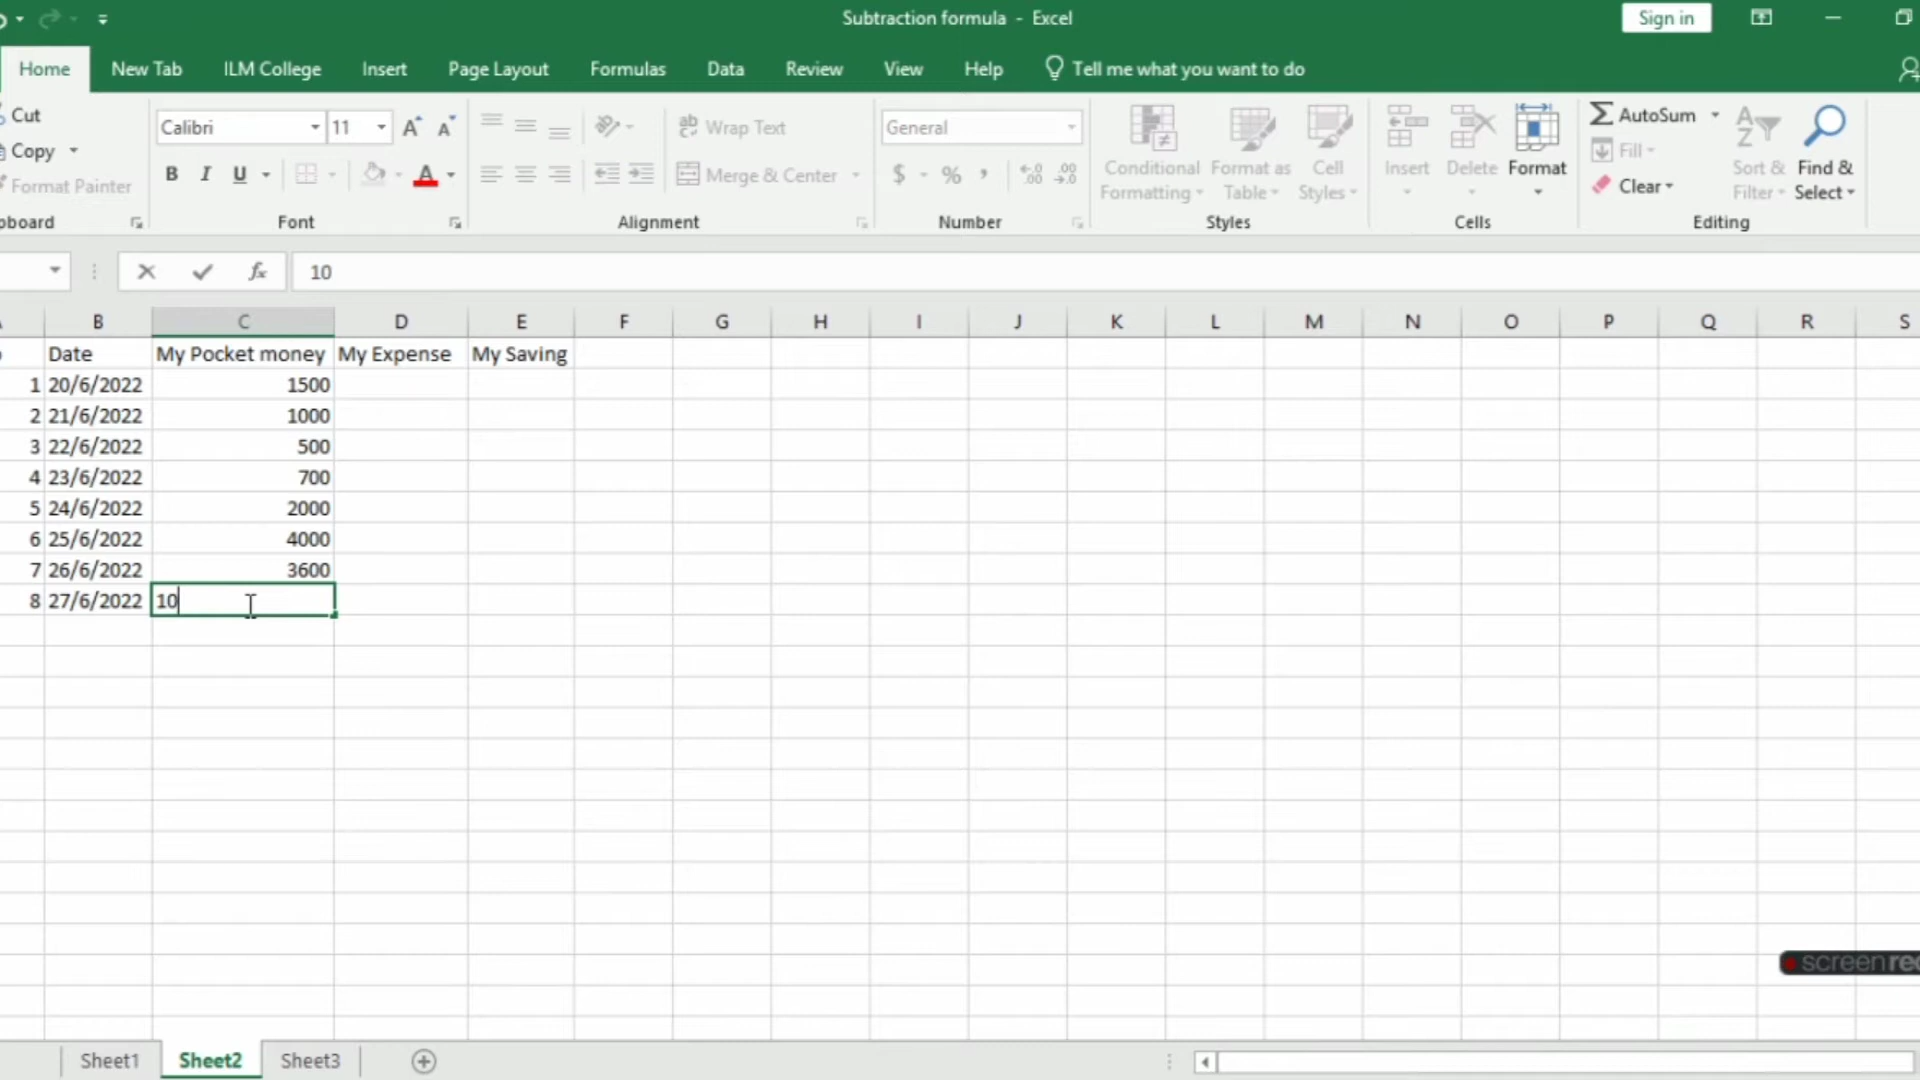 Subtraction formula - Excel
Sign in
Home New Tab ILM College Insert Page Layout Formulas Data Review View Help Tell me what you want to do
Cut
Copy
Format Painter
Calibri 11
B I U A
Wrap Text
Merge & Center
General
$ % ,
Conditional Formatting
Format as Table
Cell Styles
Insert Delete Format
AutoSum
Fill
Clear
Sort & Filter
Find & Select
Font Alignment Number Styles Cells Editing
fx 10
B C D E F G H I J K L M N O P Q R S
Date My Pocket money My Expense My Saving
1 20/6/2022 1500
2 21/6/2022 1000
3 22/6/2022 500
4 23/6/2022 700
5 24/6/2022 2000
6 25/6/2022 4000
7 26/6/2022 3600
8 27/6/2022 10
screenrec
Sheet1 Sheet2 Sheet3